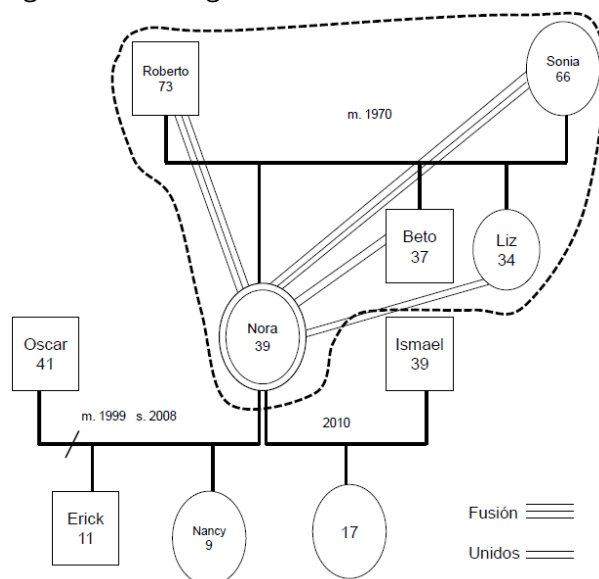 Roberto
73
Sonia
66
m. 1970
Beto
37
Liz
34
Nora
39
Oscar
41
Ismael
39
m. 1999 s. 2008
2010
Erick
11
Nancy
9
17
Fusión
Unidos